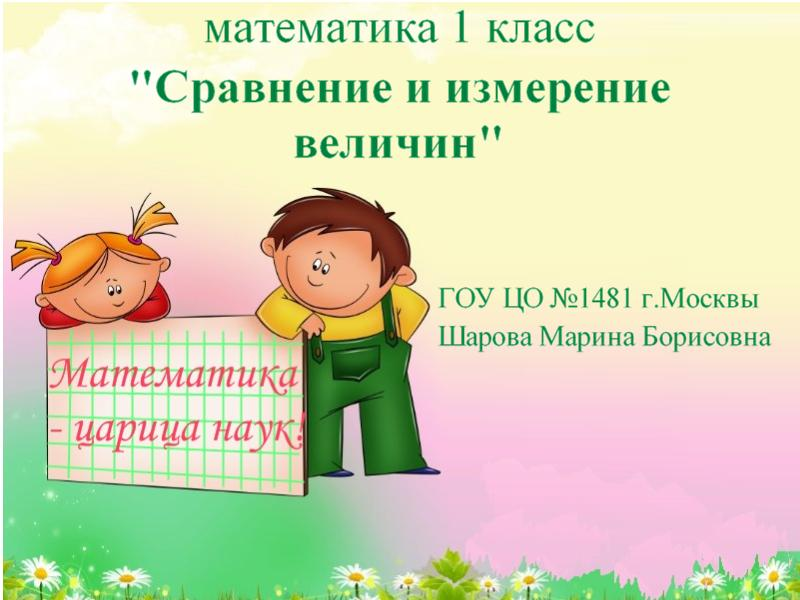 математика 1 класс
"Сравнение и измерение
величин"
ГОУ ЦО №1481 г.Москвы
Шарова Марина Борисовна
Математика
- царица наук!